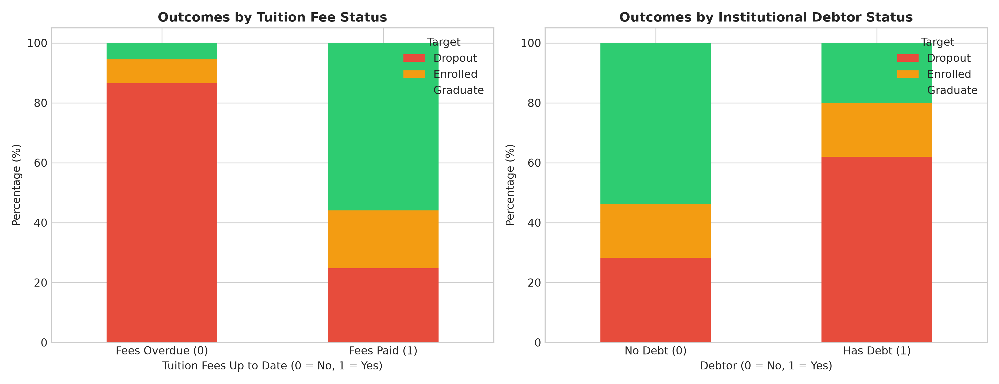 Outcomes by Tuition Fee Status
Percentage (%)
100
80
60
40
20
0
Target
Dropout
Enrolled
Graduate
Fees Overdue (0)
Fees Paid (1)
Tuition Fees Up to Date (0 = No, 1 = Yes)
Outcomes by Institutional Debtor Status
Percentage (%)
100
80
60
40
20
0
Target
Dropout
Enrolled
Graduate
No Debt (0)
Has Debt (1)
Debtor (0 = No, 1 = Yes)